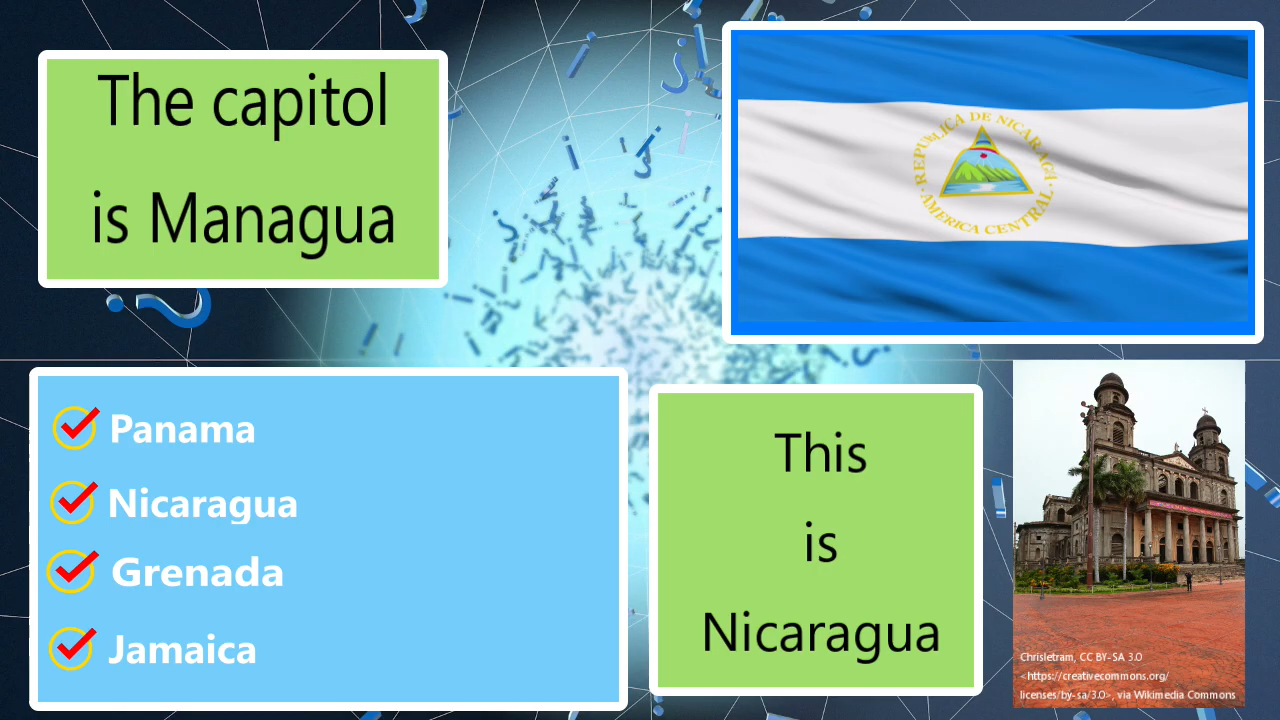 The capitol
is Managua
REPUBLICA DE NICARAGUA
AMERICA CENTRAL
Panama
Nicaragua
Grenada
Jamaica
This
is
Nicaragua
Chrisletram, CC BY-SA 3.0
<https://creativecommons.org/
licenses/by-sa/3.0>, via Wikimedia Commons